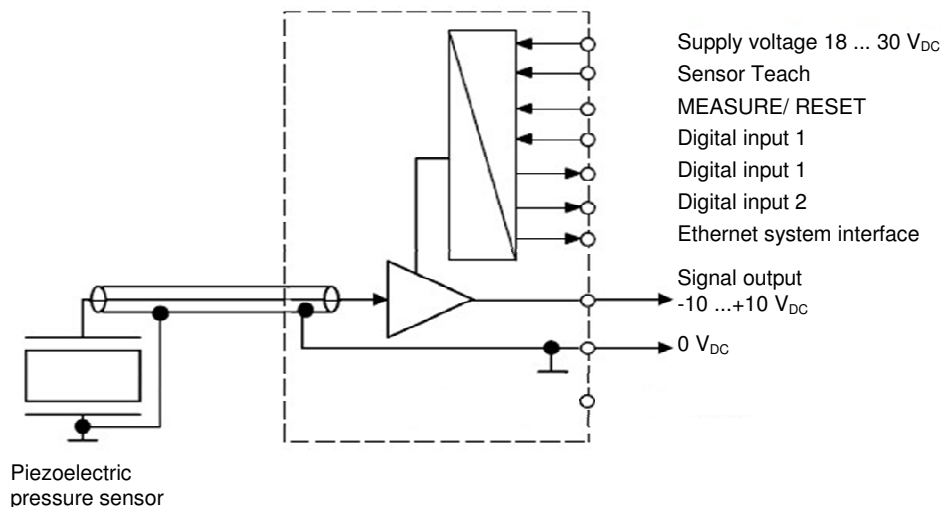 Supply voltage 18 ... 30 VDC
Sensor Teach
MEASURE/ RESET
Digital input 1
Digital input 1
Digital input 2
Ethernet system interface
Signal output
-10 ...+10 VDC
0 VDC
Piezoelectric
pressure sensor